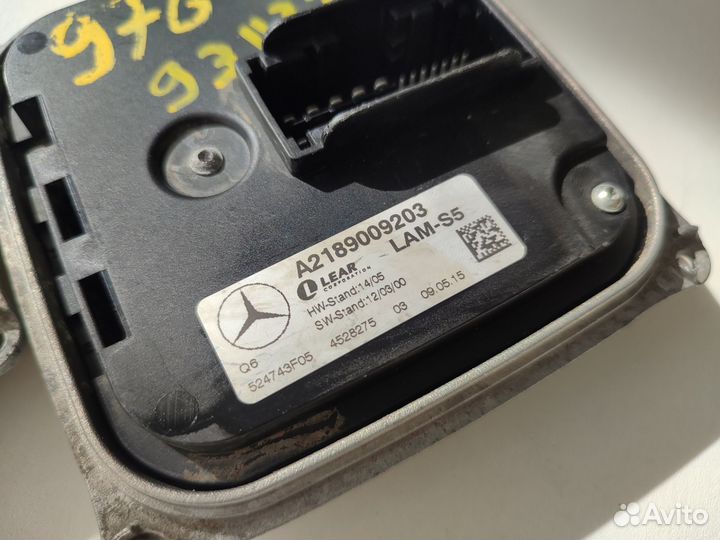 976
A2189009203
LEAR
CORPORATION
LAM-S5
HW-Stand:14/05
SW-Stand:12/03/00
Q6
524743F05 4528275 03 09.05.15
Avito